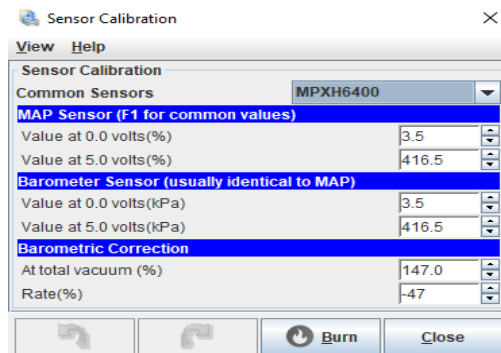 Sensor Calibration
View Help
Sensor Calibration
Common Sensors MPXH6400
MAP Sensor (F1 for common values)
Value at 0.0 volts(%) 3.5
Value at 5.0 volts(%) 416.5
Barometer Sensor (usually identical to MAP)
Value at 0.0 volts(kPa) 3.5
Value at 5.0 volts(kPa) 416.5
Barometric Correction
At total vacuum (%) 147.0
Rate(%) -47
Burn Close